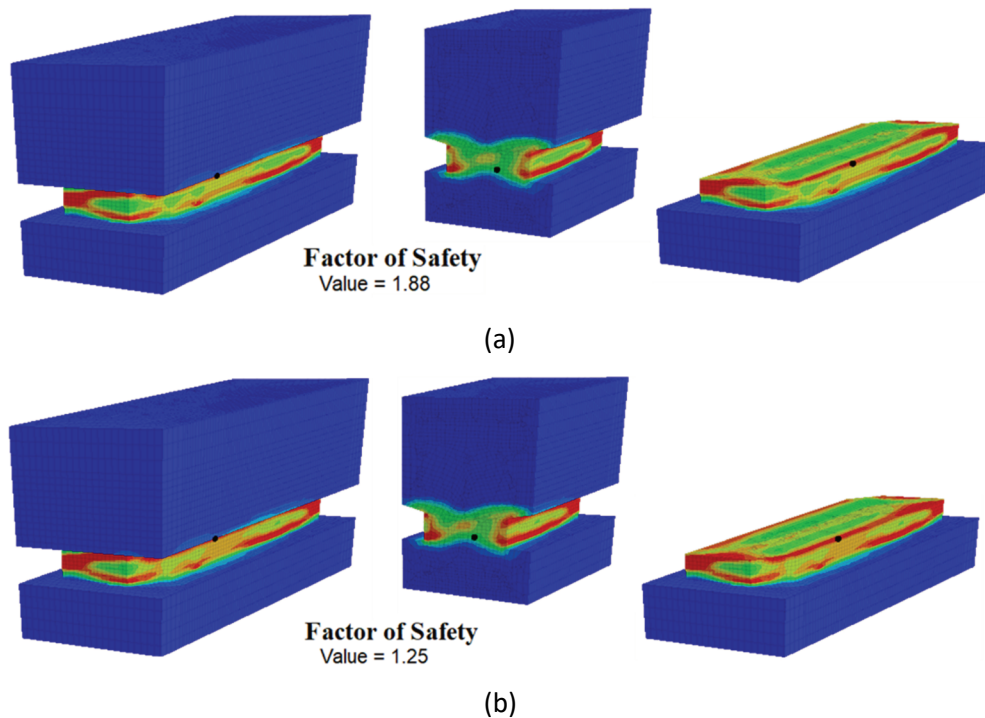 Factor of Safety
Value = 1.88
(a)
Factor of Safety
Value = 1.25
(b)